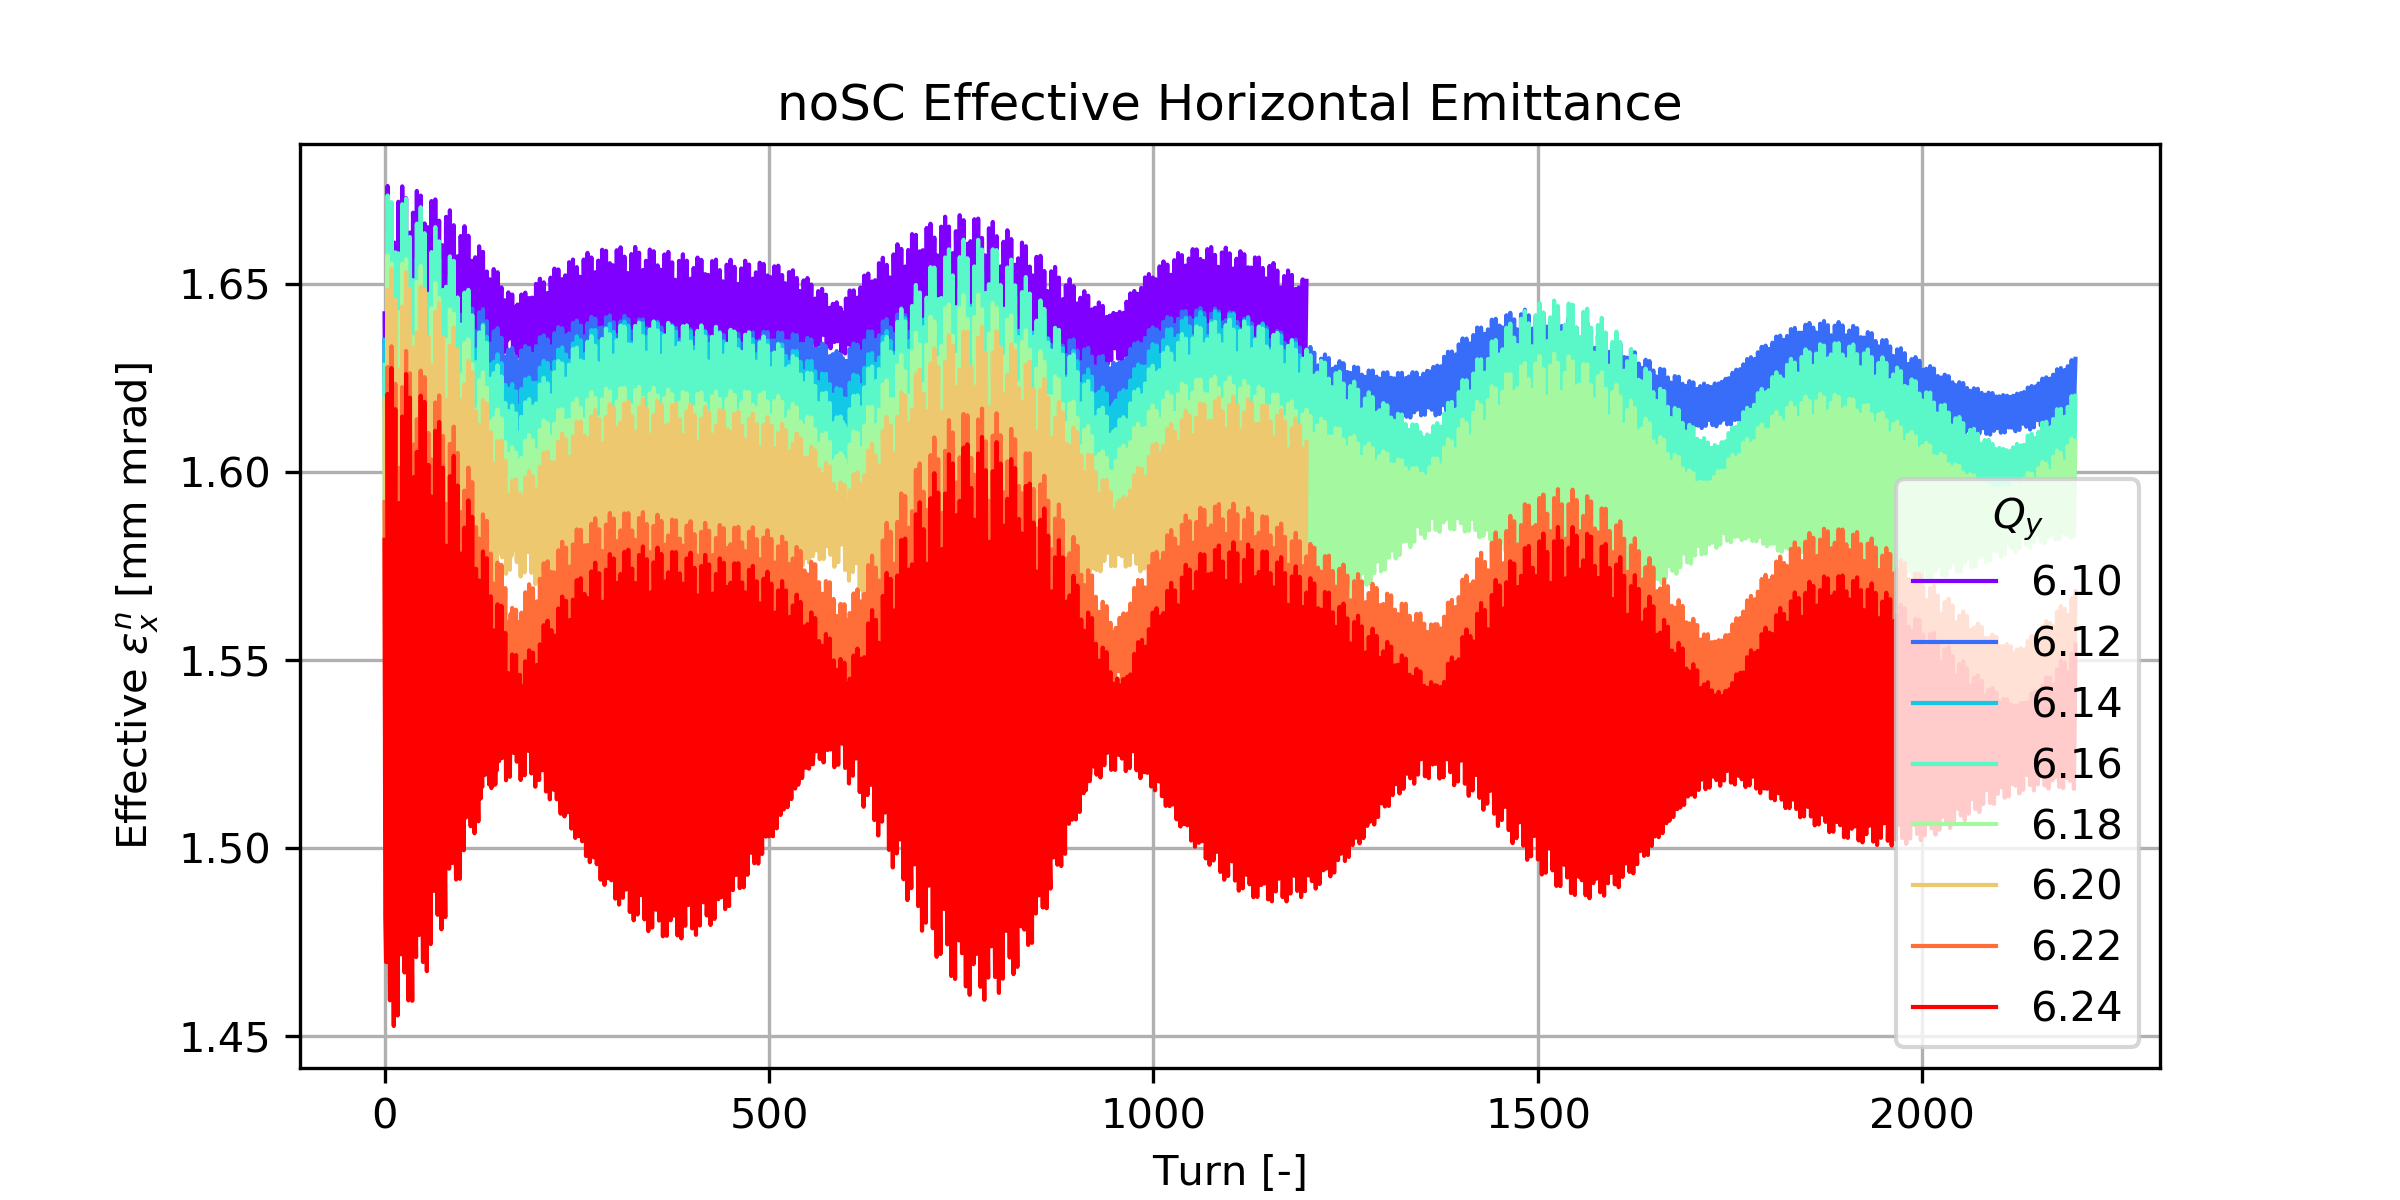 noSC Effective Horizontal Emittance
Effective εₓⁿ [mm mrad]
1.65
1.60
1.55
1.50
1.45
0 500 1000 1500 2000
Turn [-]
Q_y
6.10
6.12
6.14
6.16
6.18
6.20
6.22
6.24